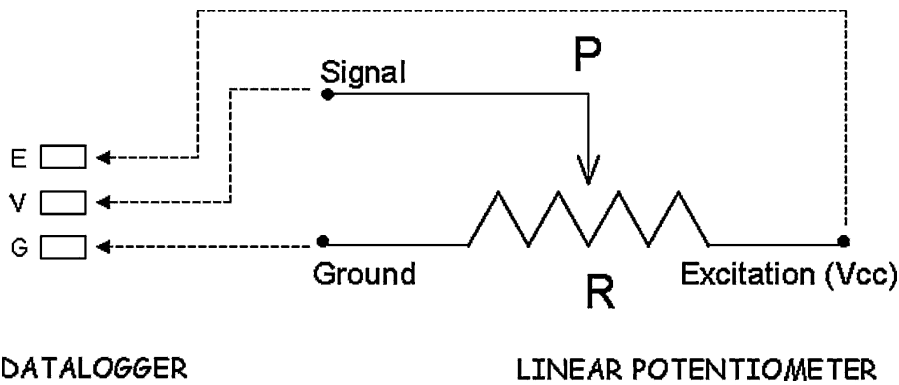 P
Signal
E
V
G
Ground
R
Excitation (Vcc)
DATALOGGER
LINEAR POTENTIOMETER